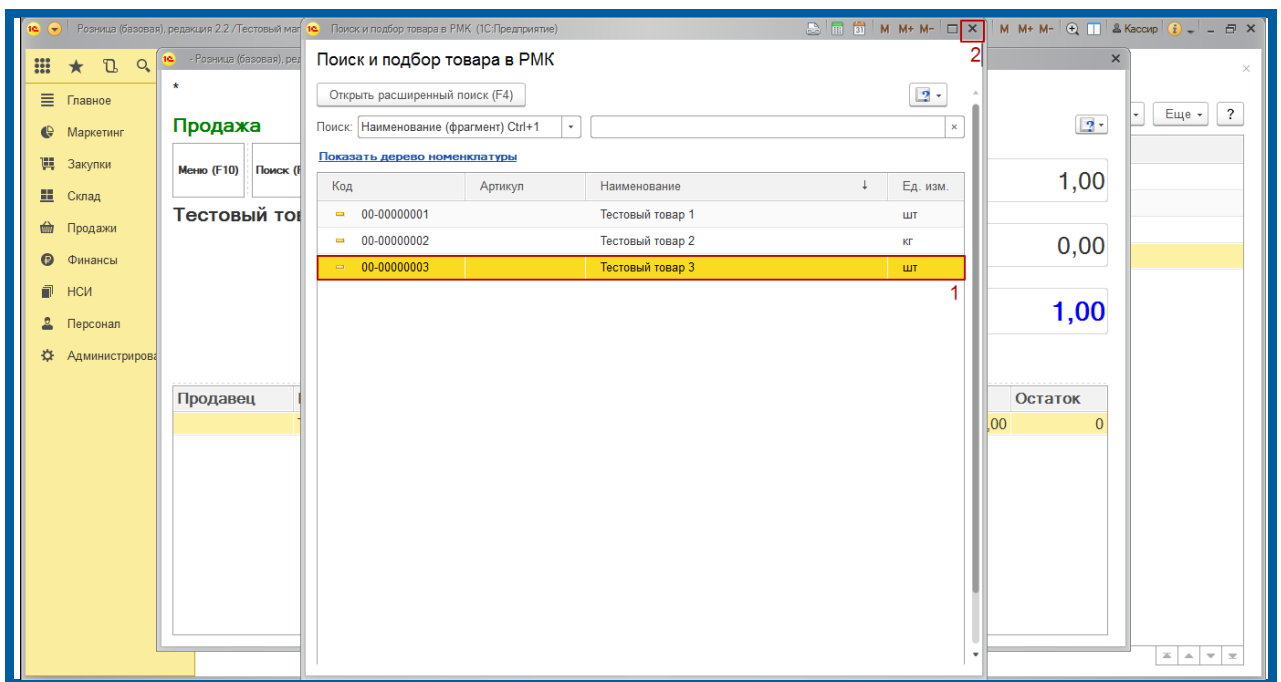 Розница (базовая), редакция 2.2 /Тестовый маг
Поиск и подбор товара в РМК (1С:Предприятие)
M M+ M-
M M+ M-
Кассир
2
- Розница (базовая), ред
Поиск и подбор товара в РМК
*
Открыть расширенный поиск (F4)
Главное
Маркетинг
Закупки
Склад
Продажи
Финансы
НСИ
Персонал
Администрирова
Продажа
Меню (F10)
Поиск (F
Тестовый тов
Поиск:
Наименование (фрагмент) Ctrl+1
Показать дерево номенклатуры
Код Артикул Наименование ↓ Ед. изм.
00-00000001 Тестовый товар 1 шт
00-00000002 Тестовый товар 2 кг
00-00000003 Тестовый товар 3 шт
1
Еще
?
1,00
0,00
1,00
Продавец
Остаток
,00 0